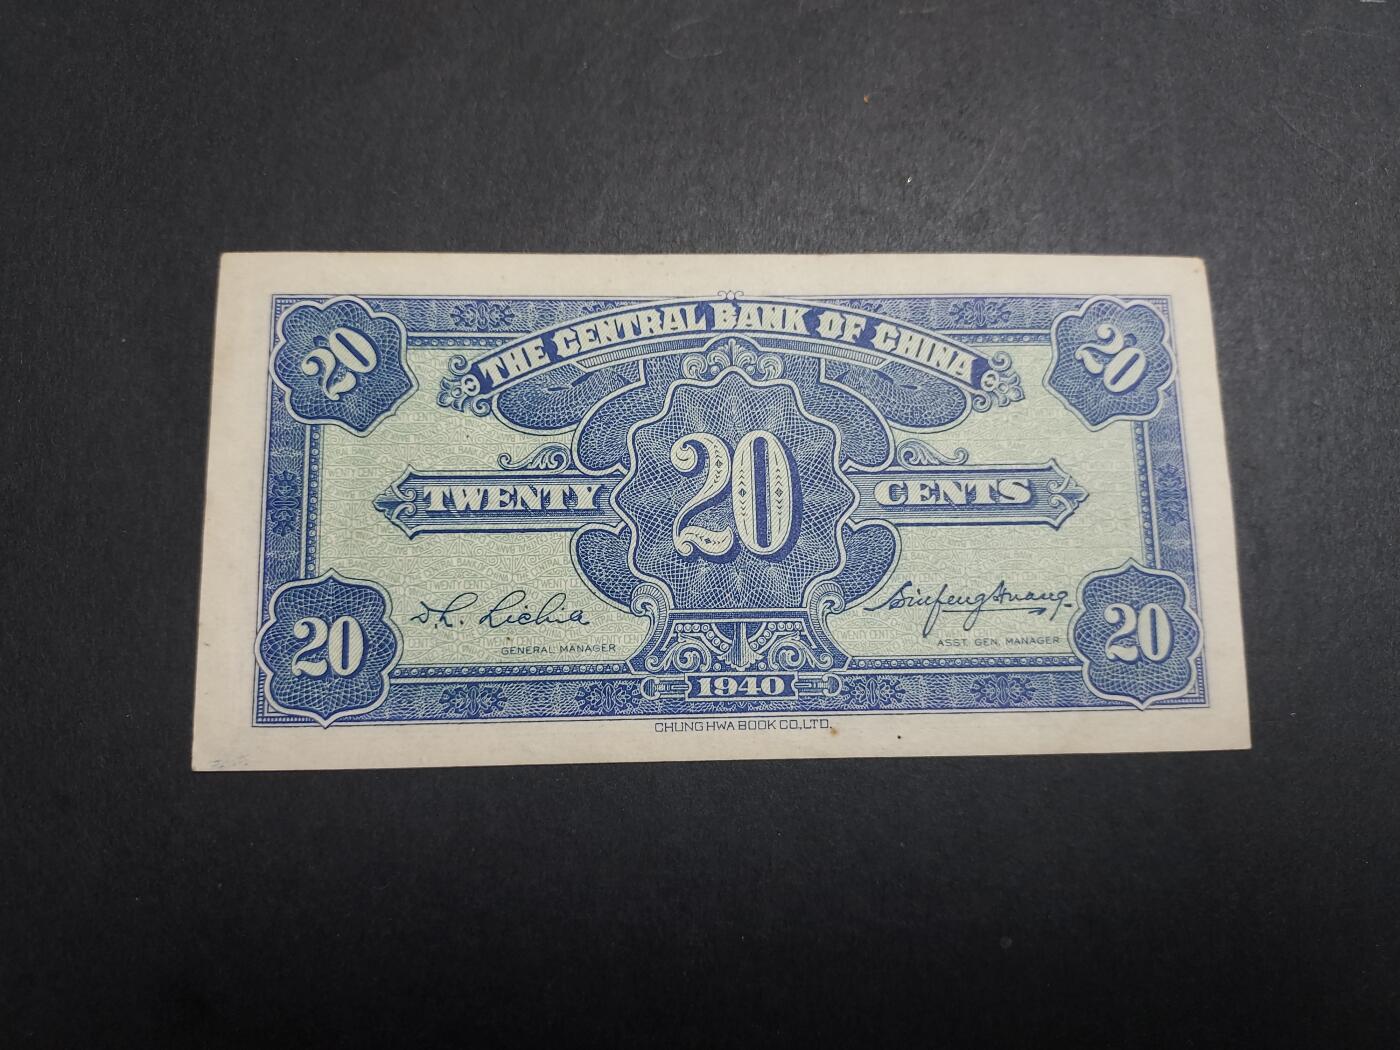 THE CENTRAL BANK OF CHINA
20 20
20
TWENTY CENTS
20 20
GENERAL MANAGER
ASST. GEN. MANAGER
1940
CHUNG HWA BOOK CO., LTD.